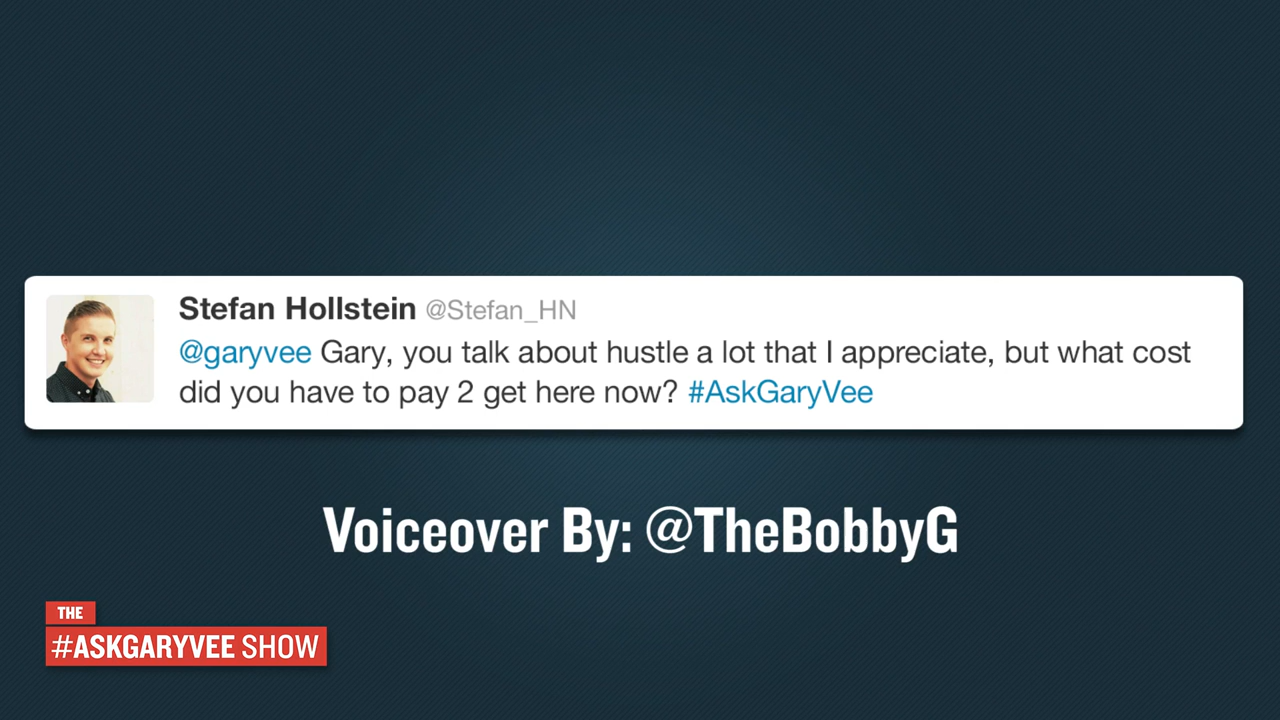 Stefan Hollstein @Stefan_HN
@garyvee Gary, you talk about hustle a lot that I appreciate, but what cost
did you have to pay 2 get here now? #AskGaryVee
Voiceover By: @TheBobbyG
THE
#ASKGARYVEE SHOW